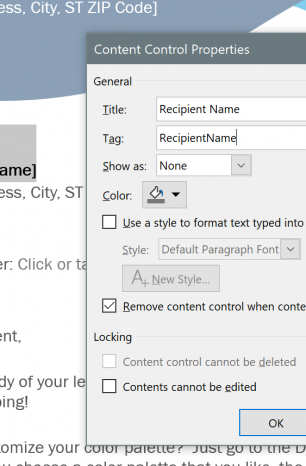 ess, City, ST ZIP Code]
Content Control Properties
General
Title: Recipient Name
Tag: RecipientName
Show as: None
ame]
ess, City, ST
Color:
Use a style to format text typed into
Style: Default Paragraph Font
er: Click or ta
A+ New Style...
Remove content control when conte
ent,
Locking
Content control cannot be deleted
dy of your le
Contents cannot be edited
ing!
OK
tomize your color palette? Just go to the D